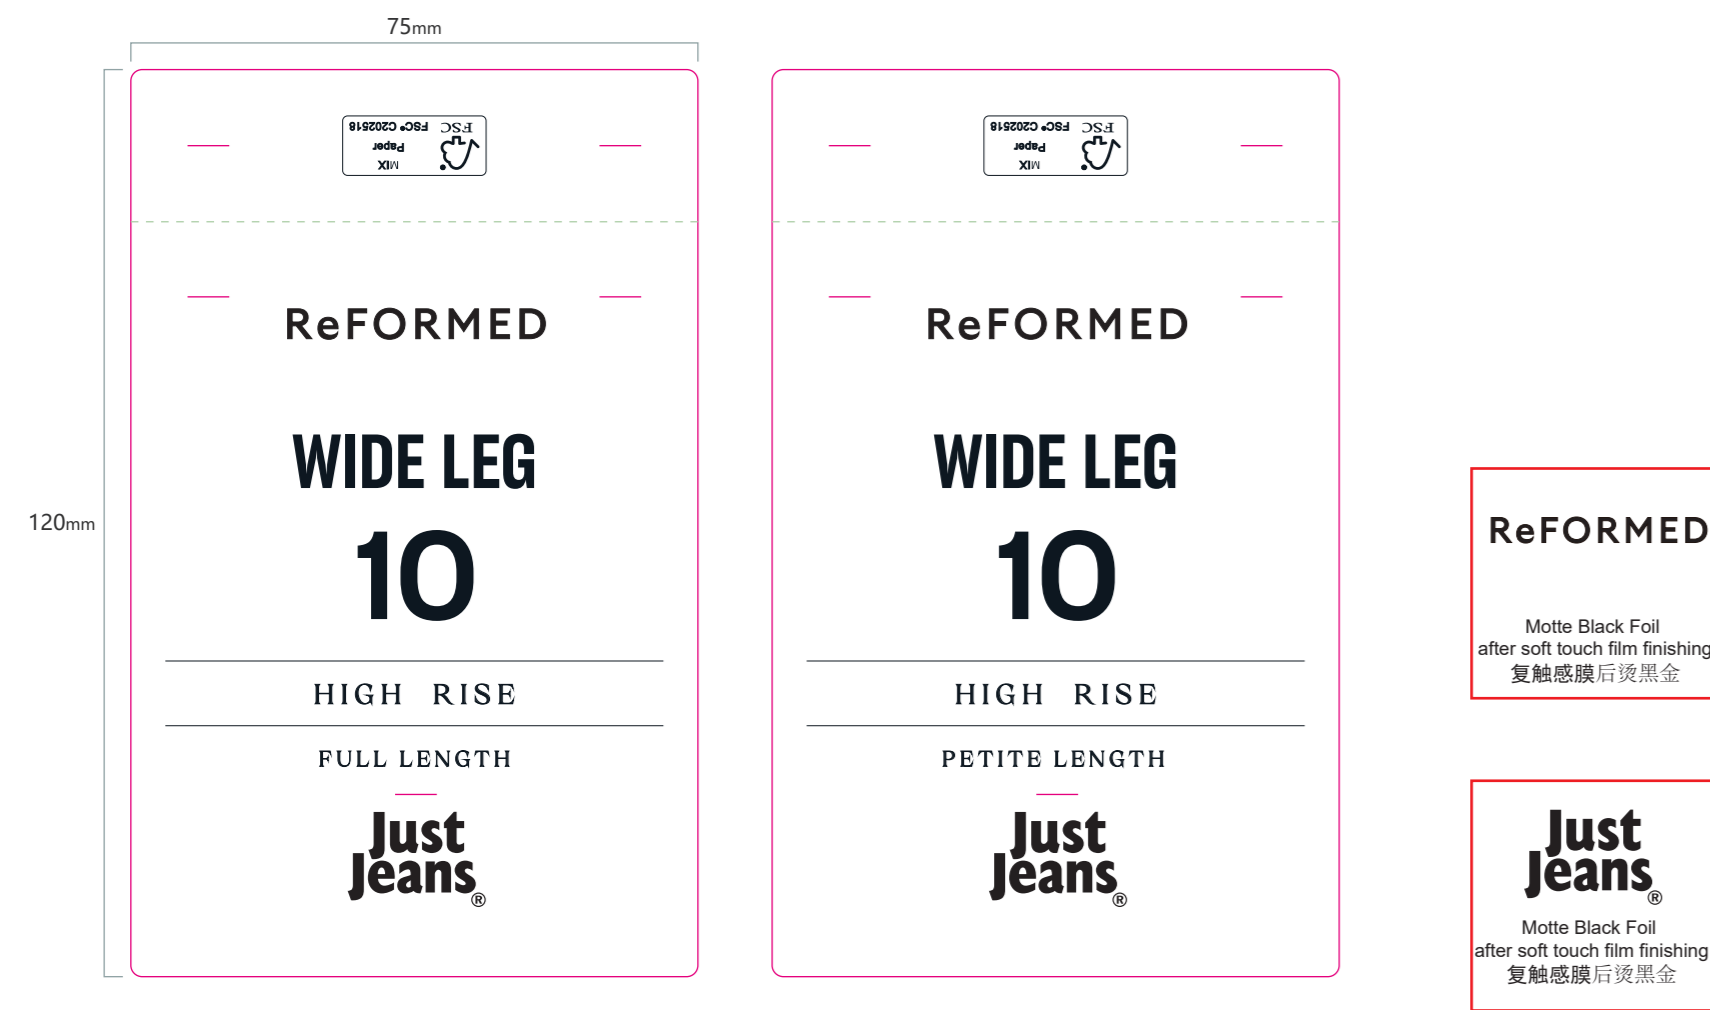 75mm
120mm
MIX
Paper
FSC® C202518
FSC
ReFORMED
WIDE LEG
10
HIGH RISE
FULL LENGTH
Just
Jeans®
MIX
Paper
FSC® C202518
FSC
ReFORMED
WIDE LEG
10
HIGH RISE
PETITE LENGTH
Just
Jeans®
ReFORMED
Motte Black Foil
after soft touch film finishing
复触感膜后烫黑金
Just
Jeans®
Motte Black Foil
after soft touch film finishing
复触感膜后烫黑金